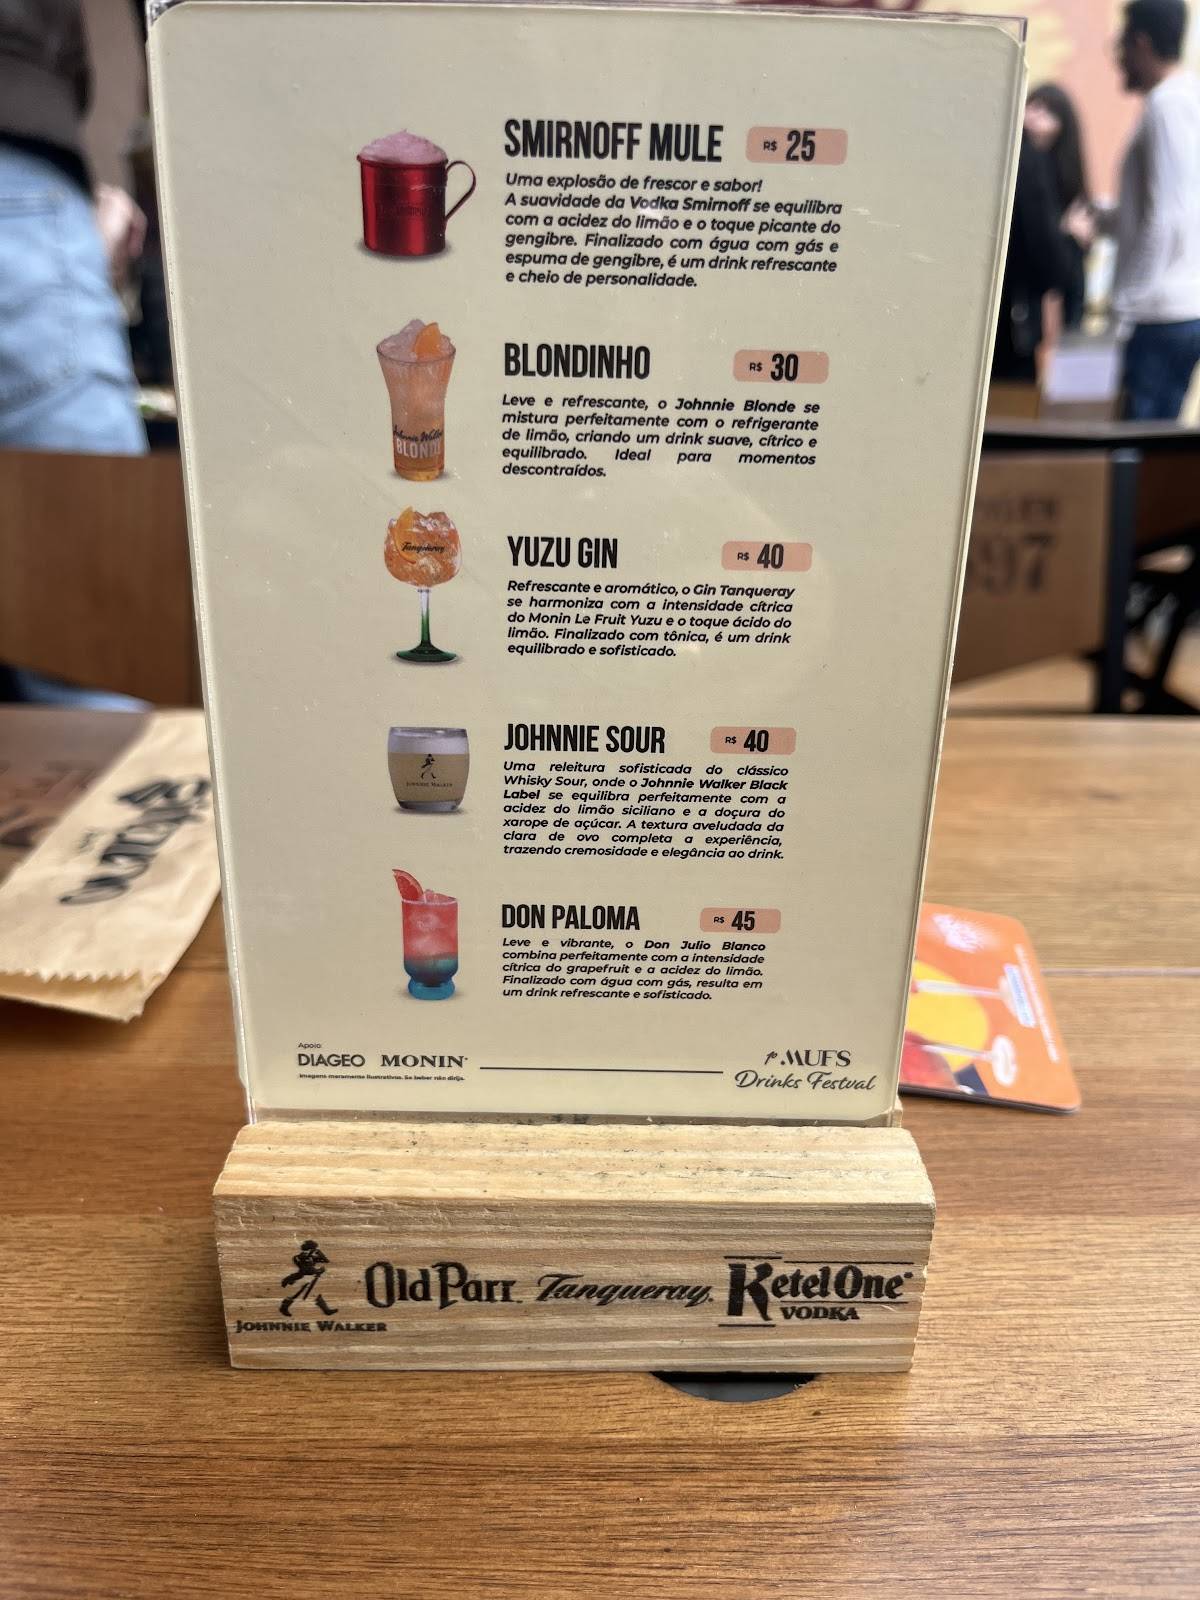 SMIRNOFF MULE R$ 25
Uma explosão de frescor e sabor!
A suavidade da Vodka Smirnoff se equilibra
com a acidez do limão e o toque picante do
gengibre. Finalizado com água com gás e
espuma de gengibre, é um drink refrescante
e cheio de personalidade.
BLONDINHO R$ 30
Leve e refrescante, o Johnnie Blonde se
mistura perfeitamente com o refrigerante
de limão, criando um drink suave, cítrico e
equilibrado. Ideal para momentos
descontraídos.
Johnnie Walker
BLONDE
YUZU GIN R$ 40
Refrescante e aromático, o Gin Tanqueray
se harmoniza com a intensidade cítrica
do Monin Le Fruit Yuzu e o toque ácido do
limão. Finalizado com tônica, é um drink
equilibrado e sofisticado.
Tanqueray
JOHNNIE SOUR R$ 40
Uma releitura sofisticada do clássico
Whisky Sour, onde o Johnnie Walker Black
Label se equilibra perfeitamente com a
acidez do limão siciliano e a doçura do
xarope de açúcar. A textura aveludada da
clara de ovo completa a experiência,
trazendo cremosidade e elegância ao drink.
JOHNNIE WALKER
DON PALOMA R$ 45
Leve e vibrante, o Don Julio Blanco
combina perfeitamente com a intensidade
cítrica do grapefruit e a acidez do limão.
Finalizado com água com gás, resulta em
um drink refrescante e sofisticado.
Apoio:
DIAGEO MONIN
Imagens meramente ilustrativas. Se beber não dirija.
1º MUFS
Drinks Festval
JOHNNIE WALKER
Old Parr
Tanqueray
Ketel One
VODKA
97